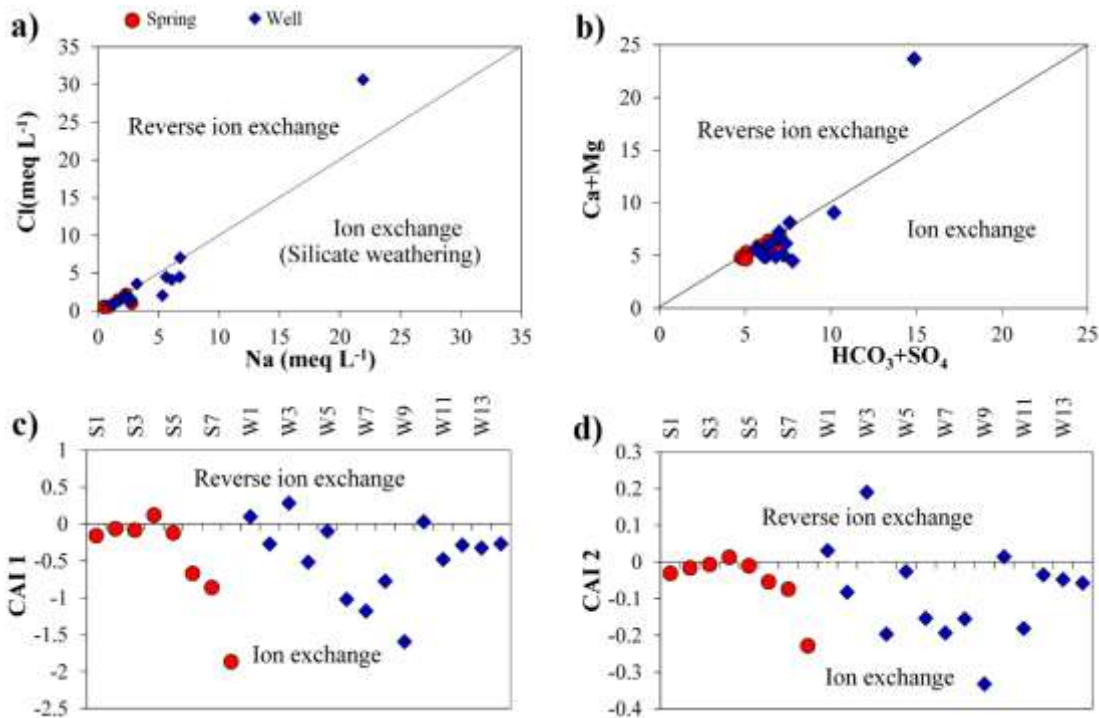 a)
Spring
Well
35
30
25
20
15
10
5
0
Cl(meq L-1)
Reverse ion exchange
Ion exchange
(Silicate weathering)
0 5 10 15 20 25 30 35
Na (meq L-1)
b)
25
20
15
10
5
0
Ca+Mg
Reverse ion exchange
Ion exchange
0 5 10 15 20 25
HCO3+SO4
c)
S1 S3 S5 S7 W1 W3 W5 W7 W9 W11 W13
1
0.5
0
-0.5
-1
-1.5
-2
-2.5
CAI 1
Reverse ion exchange
Ion exchange
d)
S1 S3 S5 S7 W1 W3 W5 W7 W9 W11 W13
0.3
0.2
0.1
0
-0.1
-0.2
-0.3
-0.4
CAI 2
Reverse ion exchange
Ion exchange